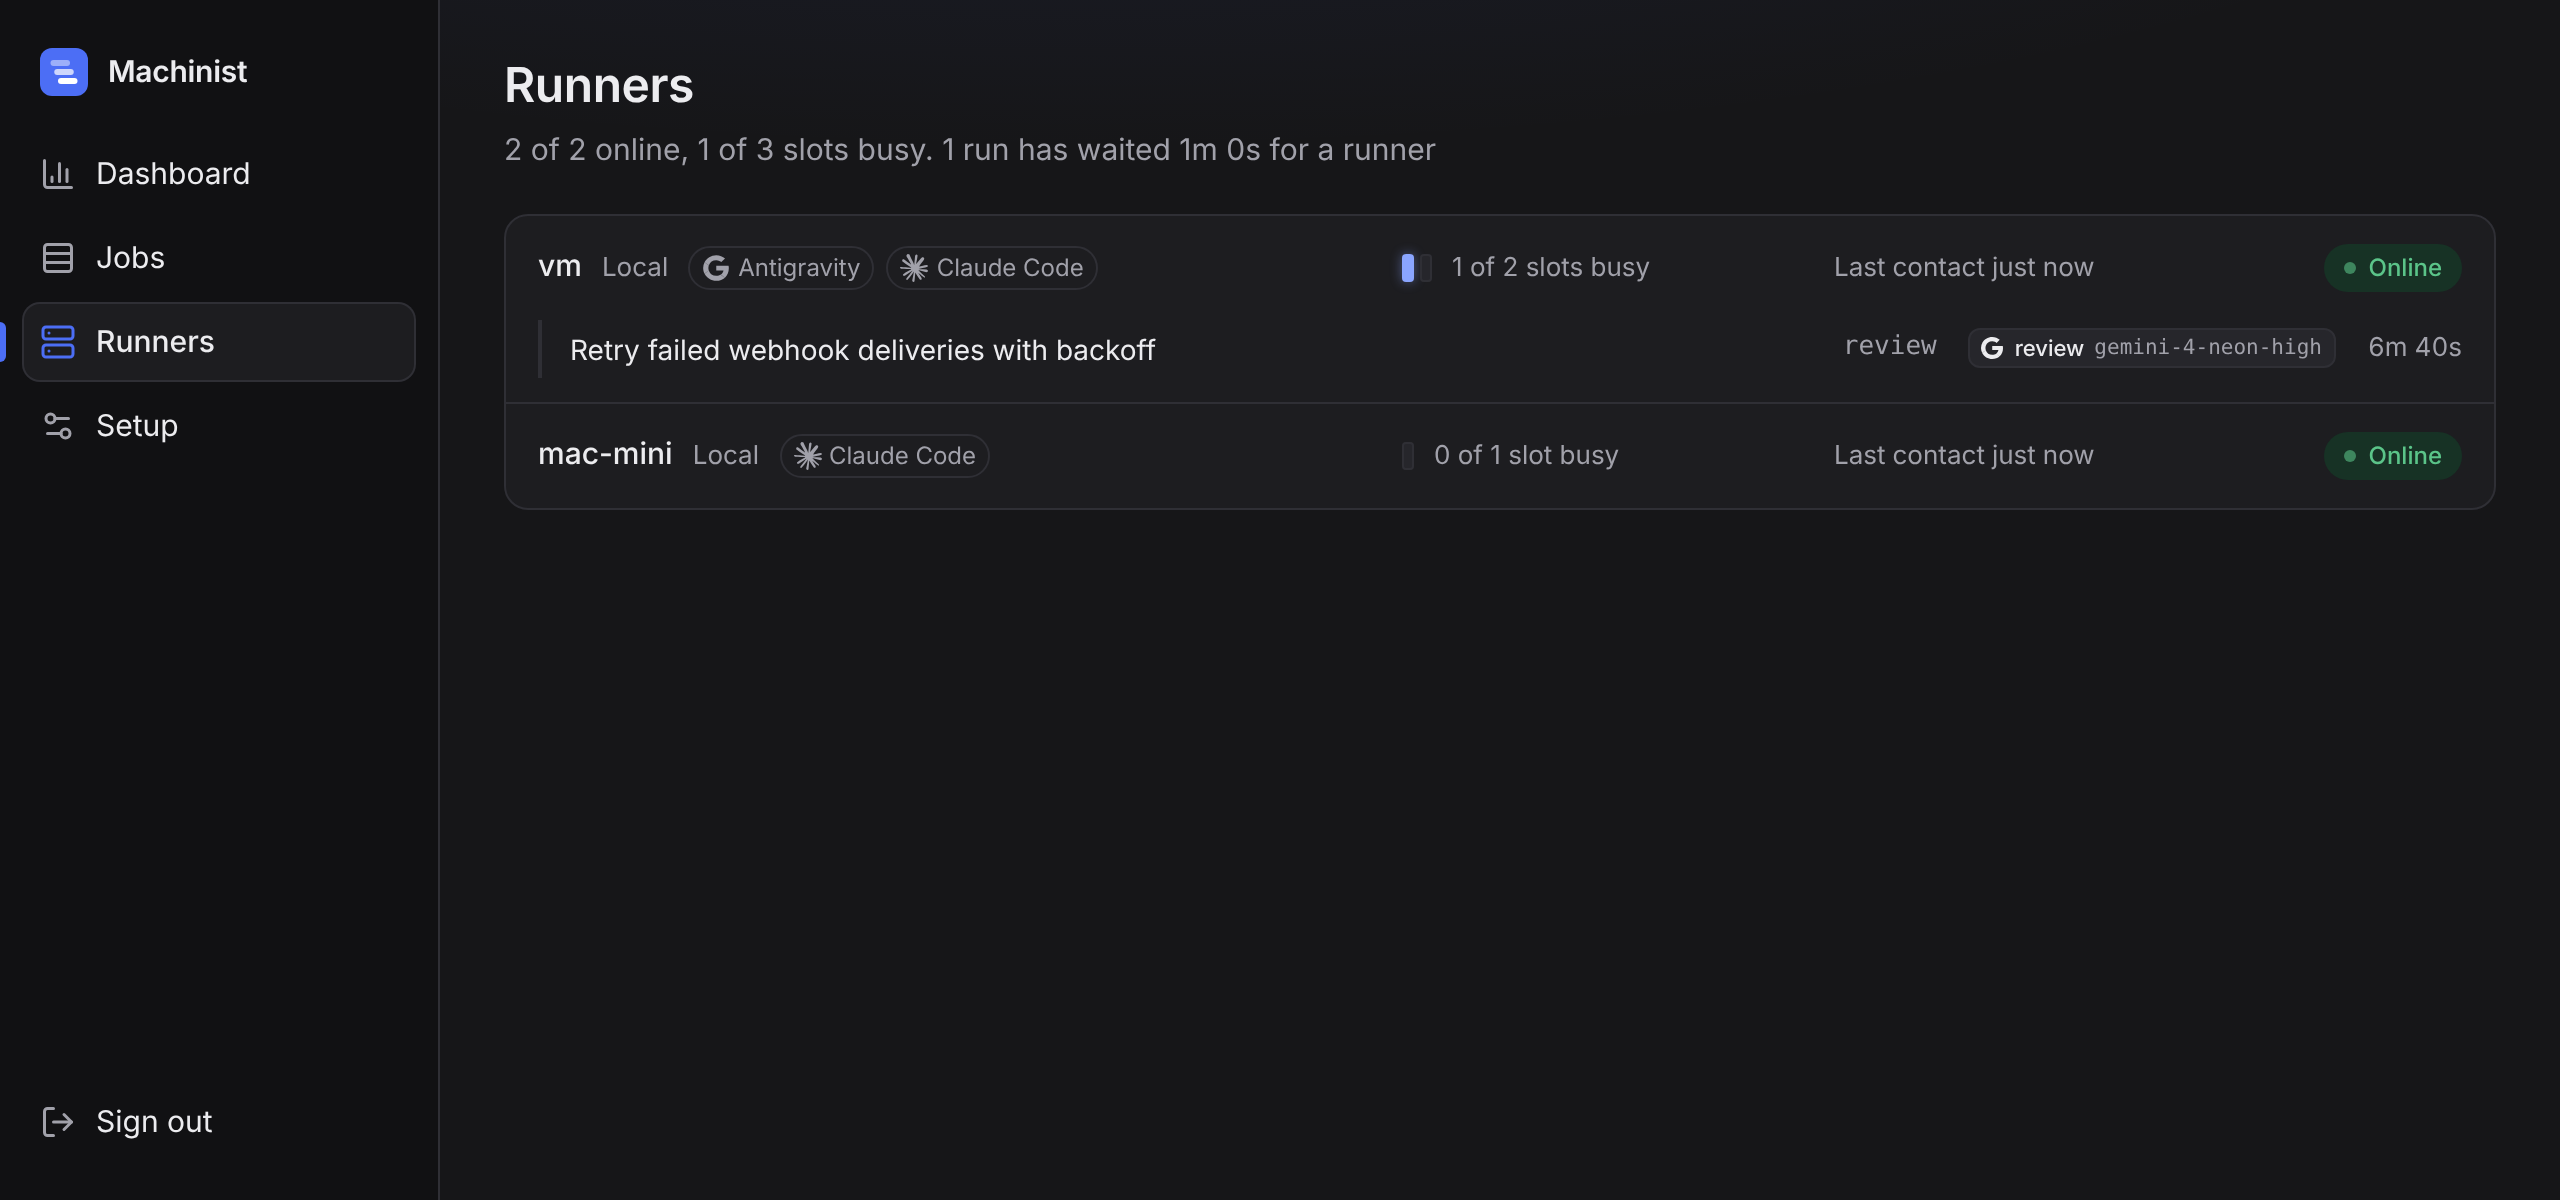 Machinist
Dashboard
Jobs
Runners
Setup
Sign out
Runners
2 of 2 online, 1 of 3 slots busy. 1 run has waited 1m 0s for a runner
vm Local Antigravity Claude Code 1 of 2 slots busy Last contact just now Online
Retry failed webhook deliveries with backoff review review gemini-4-neon-high 6m 40s
mac-mini Local Claude Code 0 of 1 slot busy Last contact just now Online